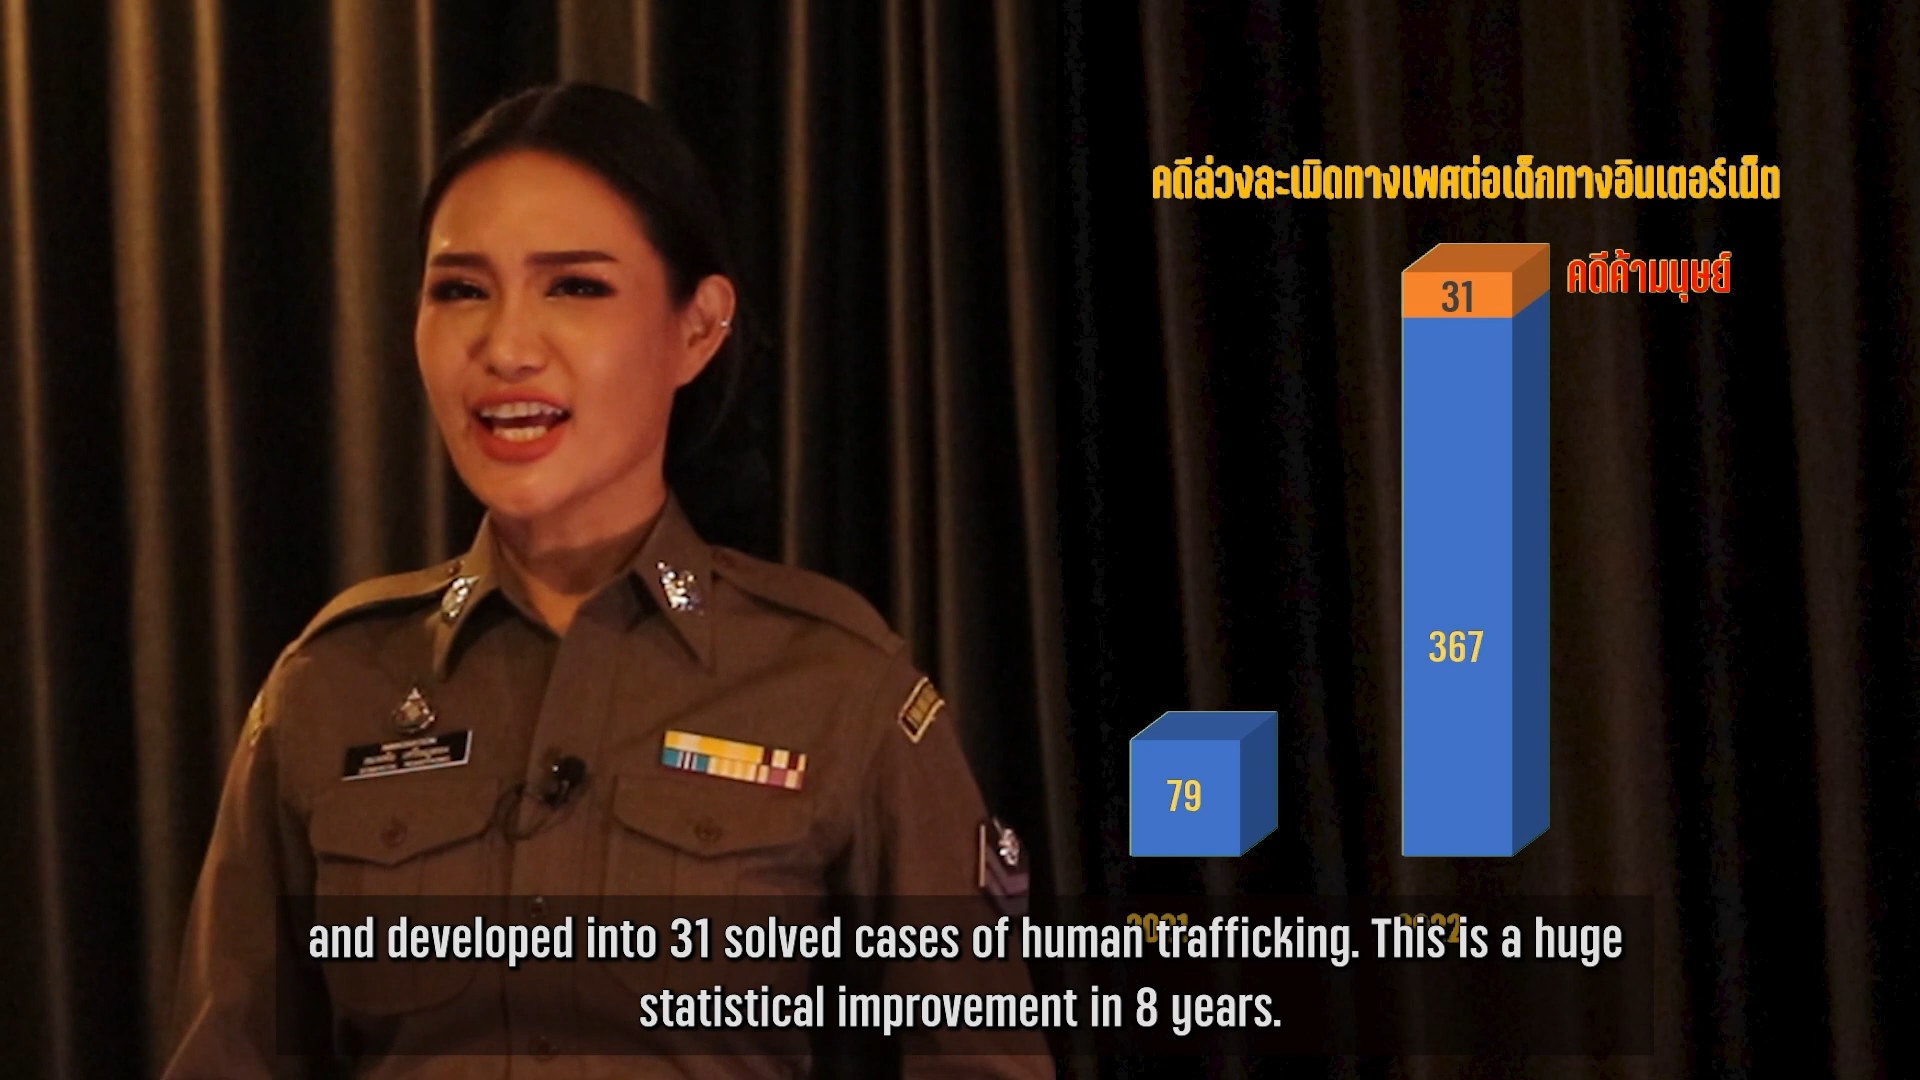 คดีล่วงละเมิดทางเพศต่อเด็กทางอินเตอร์เน็ต
31
คดีค้ามนุษย์
367
79
2021
2022
and developed into 31 solved cases of human trafficking. This is a huge
statistical improvement in 8 years.